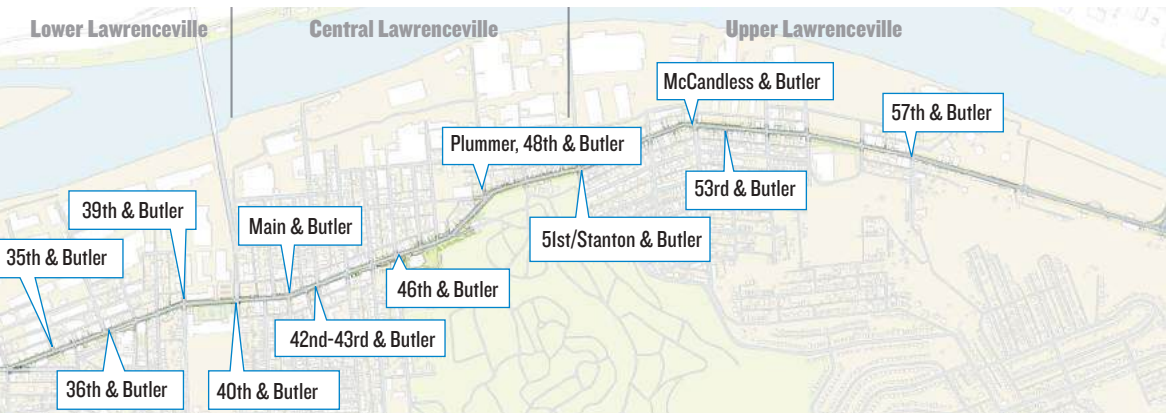 Lower Lawrenceville
Central Lawrenceville
Upper Lawrenceville
McCandless & Butler
57th & Butler
Plummer, 48th & Butler
53rd & Butler
39th & Butler
Main & Butler
51st/Stanton & Butler
35th & Butler
46th & Butler
42nd-43rd & Butler
36th & Butler
40th & Butler